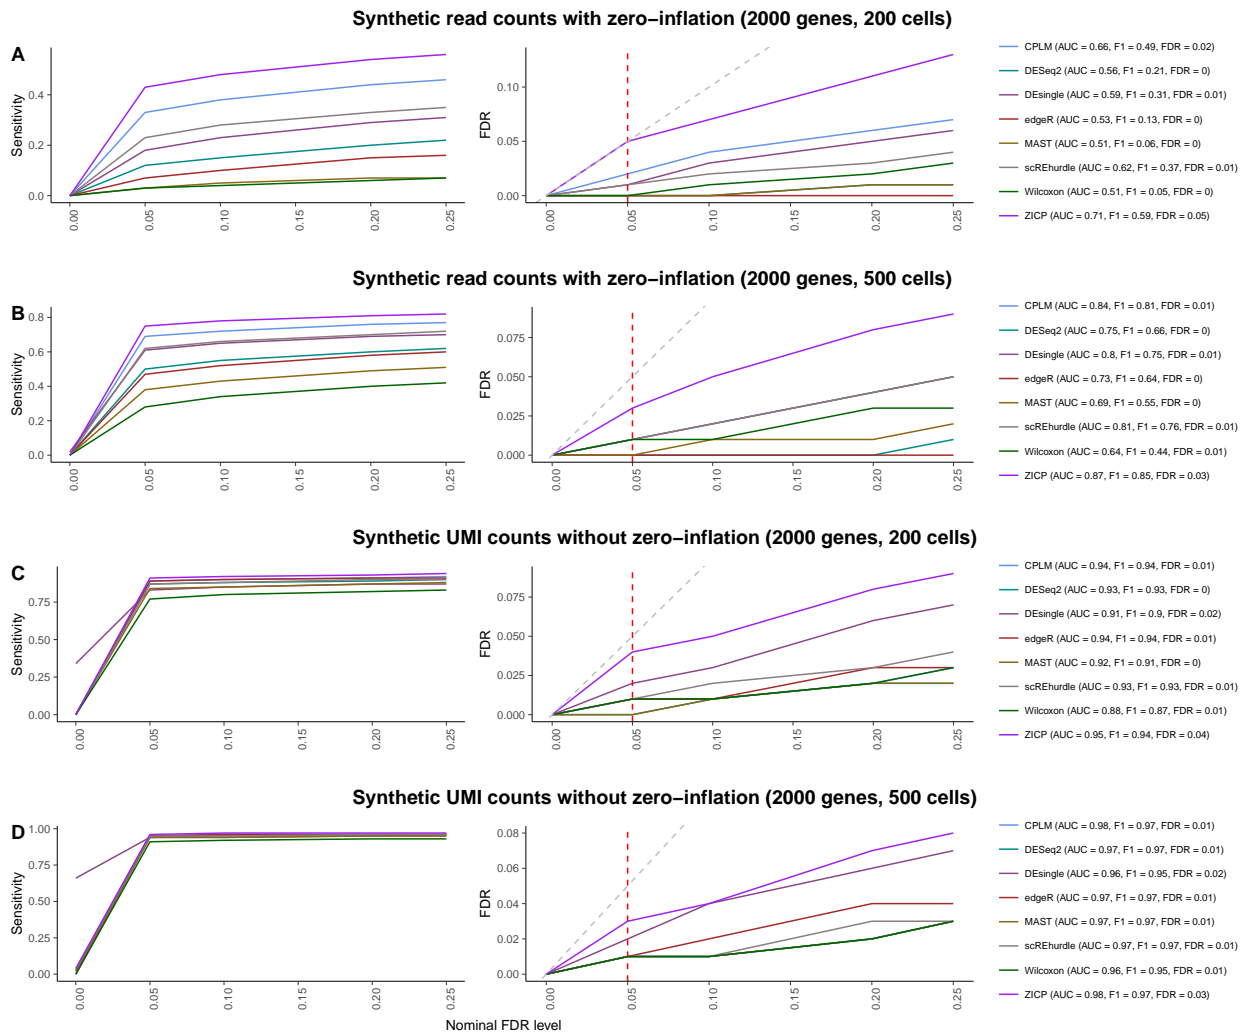 Synthetic read counts with zero−inflation (2000 genes, 200 cells)
A
Sensitivity
0.4
0.2
0.0
0.00
0.05
0.10
0.15
0.20
0.25
FDR
0.10
0.05
0.00
0.00
0.05
0.10
0.15
0.20
0.25
CPLM (AUC = 0.66, F1 = 0.49, FDR = 0.02)
DESeq2 (AUC = 0.56, F1 = 0.21, FDR = 0)
DEsingle (AUC = 0.59, F1 = 0.31, FDR = 0.01)
edgeR (AUC = 0.53, F1 = 0.13, FDR = 0)
MAST (AUC = 0.51, F1 = 0.06, FDR = 0)
scREhurdle (AUC = 0.62, F1 = 0.37, FDR = 0.01)
Wilcoxon (AUC = 0.51, F1 = 0.05, FDR = 0)
ZICP (AUC = 0.71, F1 = 0.59, FDR = 0.05)
Synthetic read counts with zero−inflation (2000 genes, 500 cells)
B
Sensitivity
0.8
0.6
0.4
0.2
0.0
0.00
0.05
0.10
0.15
0.20
0.25
FDR
0.075
0.050
0.025
0.000
0.00
0.05
0.10
0.15
0.20
0.25
CPLM (AUC = 0.84, F1 = 0.81, FDR = 0.01)
DESeq2 (AUC = 0.75, F1 = 0.66, FDR = 0)
DEsingle (AUC = 0.8, F1 = 0.75, FDR = 0.01)
edgeR (AUC = 0.73, F1 = 0.64, FDR = 0)
MAST (AUC = 0.69, F1 = 0.55, FDR = 0)
scREhurdle (AUC = 0.81, F1 = 0.76, FDR = 0.01)
Wilcoxon (AUC = 0.64, F1 = 0.44, FDR = 0.01)
ZICP (AUC = 0.87, F1 = 0.85, FDR = 0.03)
Synthetic UMI counts without zero−inflation (2000 genes, 200 cells)
C
Sensitivity
0.75
0.50
0.25
0.00
0.00
0.05
0.10
0.15
0.20
0.25
FDR
0.075
0.050
0.025
0.000
0.00
0.05
0.10
0.15
0.20
0.25
CPLM (AUC = 0.94, F1 = 0.94, FDR = 0.01)
DESeq2 (AUC = 0.93, F1 = 0.93, FDR = 0)
DEsingle (AUC = 0.91, F1 = 0.9, FDR = 0.02)
edgeR (AUC = 0.94, F1 = 0.94, FDR = 0.01)
MAST (AUC = 0.92, F1 = 0.91, FDR = 0)
scREhurdle (AUC = 0.93, F1 = 0.93, FDR = 0.01)
Wilcoxon (AUC = 0.88, F1 = 0.87, FDR = 0.01)
ZICP (AUC = 0.95, F1 = 0.94, FDR = 0.04)
Synthetic UMI counts without zero−inflation (2000 genes, 500 cells)
D
Sensitivity
1.00
0.75
0.50
0.25
0.00
0.00
0.05
0.10
0.15
0.20
0.25
FDR
0.08
0.06
0.04
0.02
0.00
0.00
0.05
0.10
0.15
0.20
0.25
CPLM (AUC = 0.98, F1 = 0.97, FDR = 0.01)
DESeq2 (AUC = 0.97, F1 = 0.97, FDR = 0.01)
DEsingle (AUC = 0.96, F1 = 0.95, FDR = 0.02)
edgeR (AUC = 0.97, F1 = 0.97, FDR = 0.01)
MAST (AUC = 0.97, F1 = 0.97, FDR = 0.01)
scREhurdle (AUC = 0.97, F1 = 0.97, FDR = 0.01)
Wilcoxon (AUC = 0.96, F1 = 0.95, FDR = 0.01)
ZICP (AUC = 0.98, F1 = 0.97, FDR = 0.03)
Nominal FDR level